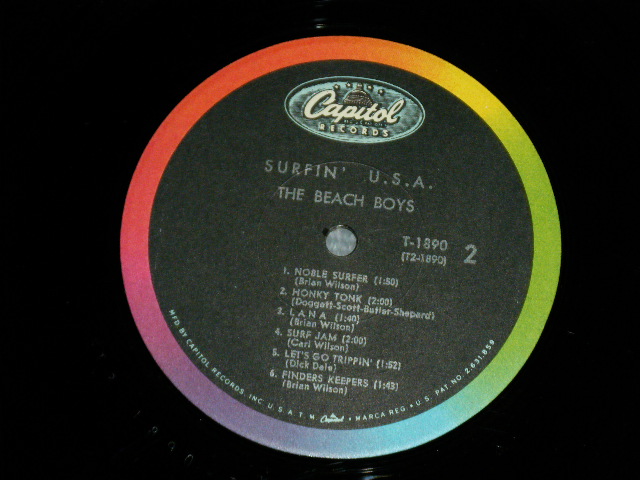 Capitol
RECORDS
SURFIN' U.S.A.
THE BEACH BOYS
T-1890
(T2-1890)
2
1. NOBLE SURFER (1:50)
(Brian Wilson)
2. HONKY TONK (2:00)
(Doggett-Scott-Butler-Shepard)
3. LANA (1:40)
(Brian Wilson)
4. SURF JAM (2:00)
(Carl Wilson)
5. LET'S GO TRIPPIN' (1:52)
(Dick Dale)
6. FINDERS KEEPERS (1:43)
(Brian Wilson)
MFD. BY CAPITOL RECORDS, INC. U.S.A. T.M. Capitol • MARCA REG. • U.S. PAT. NO. 2,631,859